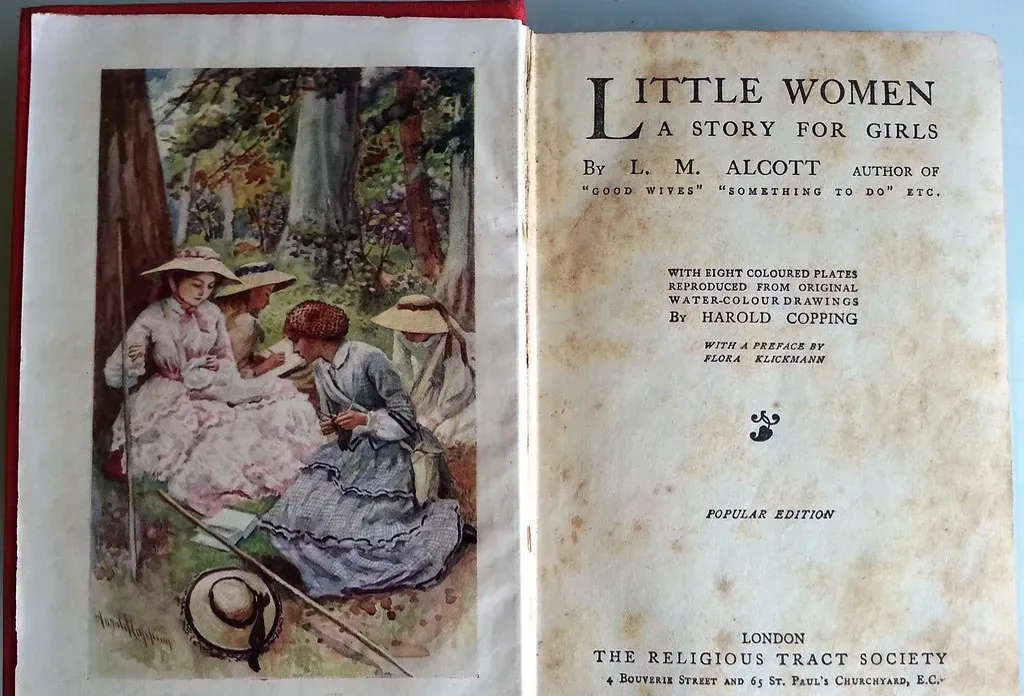 Harold Copping
LITTLE WOMEN
A STORY FOR GIRLS
By L. M. ALCOTT AUTHOR OF
"GOOD WIVES" "SOMETHING TO DO" ETC.
WITH EIGHT COLOURED PLATES
REPRODUCED FROM ORIGINAL
WATER-COLOUR DRAWINGS
By HAROLD COPPING
WITH A PREFACE BY
FLORA KLICKMANN
POPULAR EDITION
LONDON
THE RELIGIOUS TRACT SOCIETY
4 BOUVERIE STREET AND 65 ST. PAUL'S CHURCHYARD, E.C.